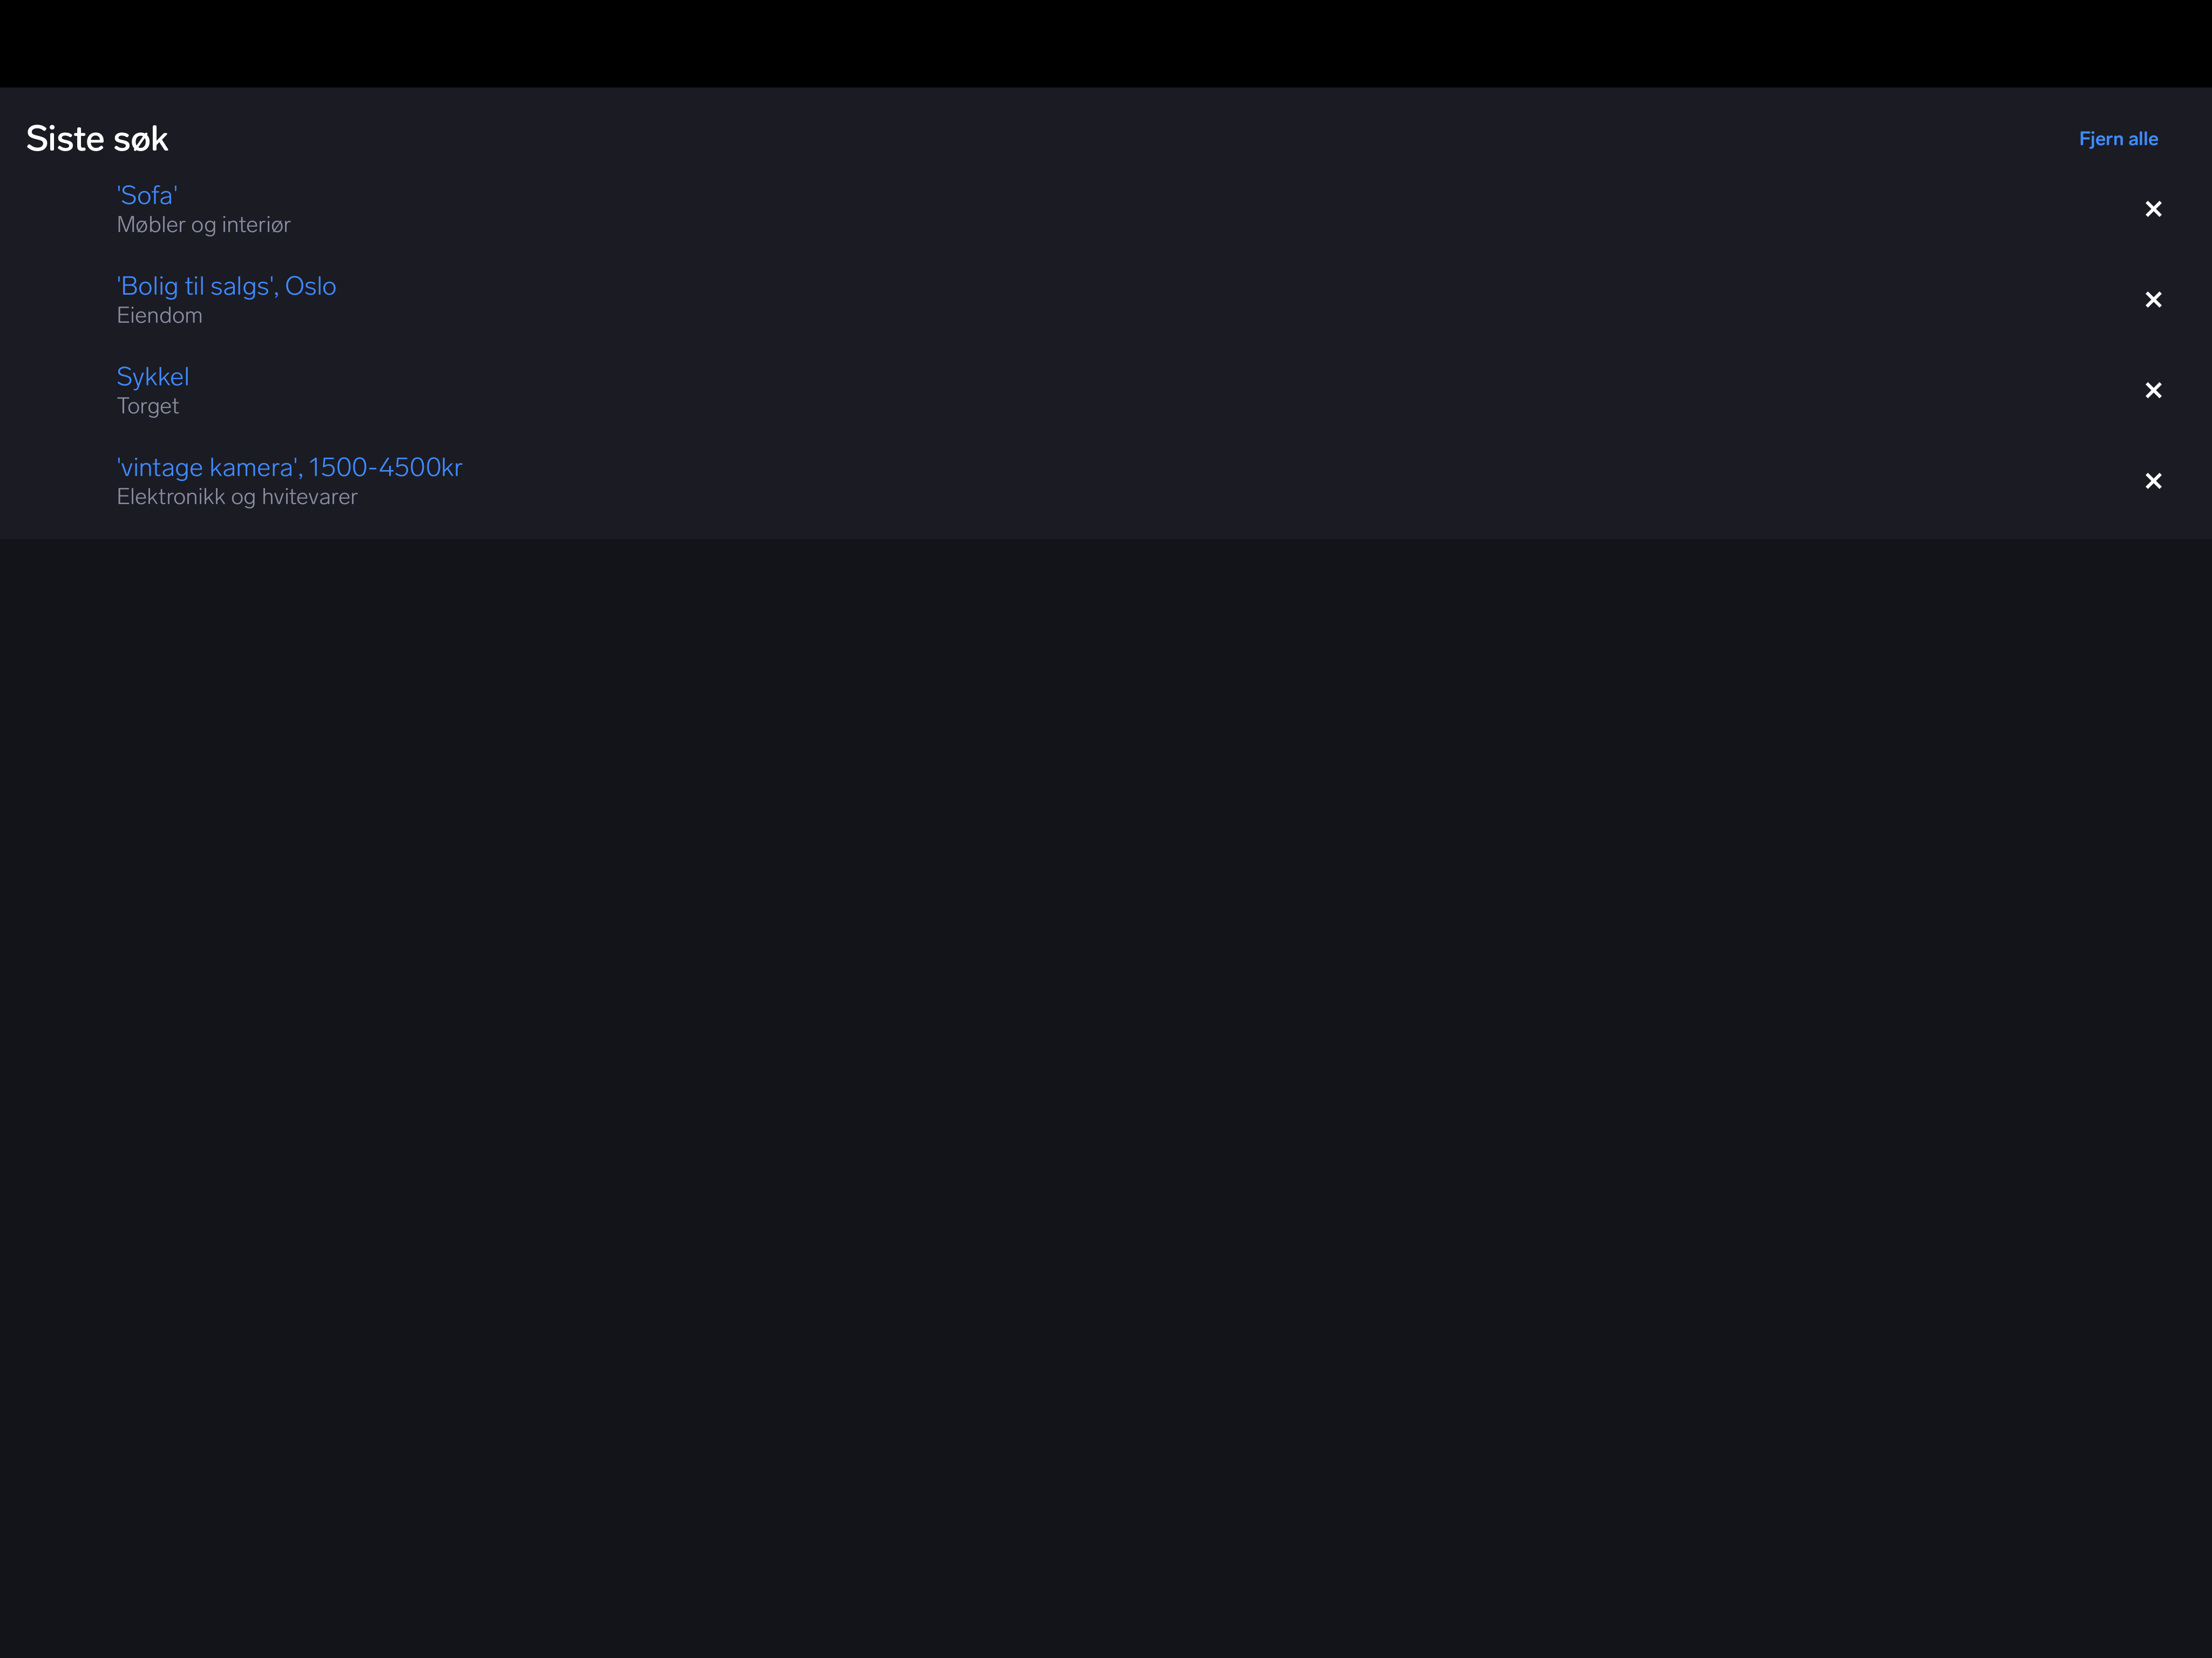 Siste søk
Fjern alle
'Sofa'
Møbler og interiør
'Bolig til salgs', Oslo
Eiendom
Sykkel
Torget
'vintage kamera', 1500-4500kr
Elektronikk og hvitevarer